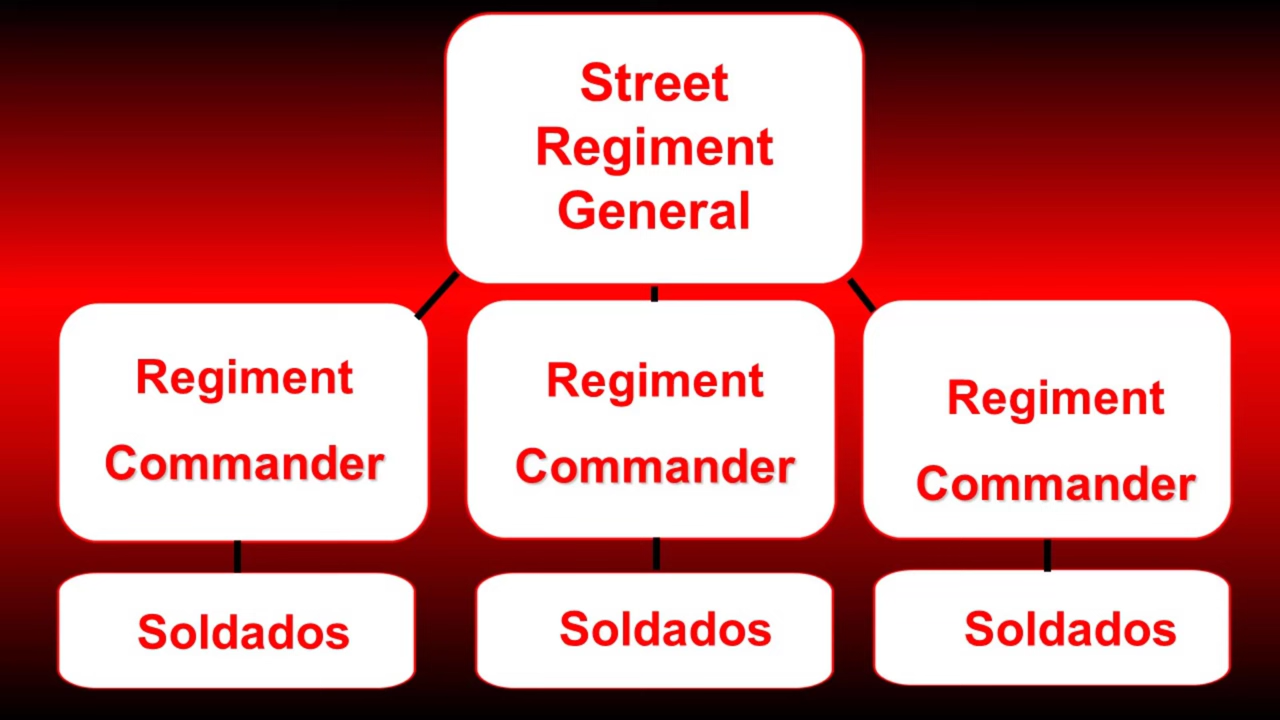 Street
Regiment
General
Regiment
Commander
Regiment
Commander
Regiment
Commander
Soldados
Soldados
Soldados